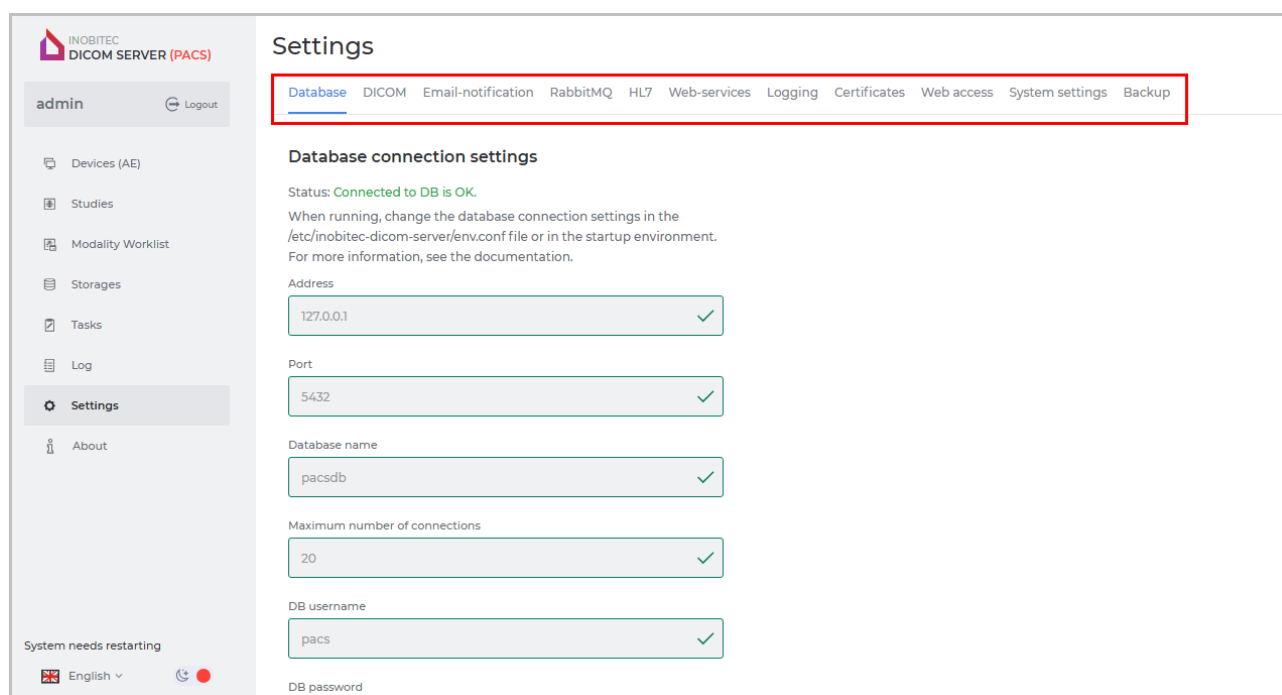 INOBITEC
DICOM SERVER (PACS)
admin
Logout
Devices (AE)
Studies
Modality Worklist
Storages
Tasks
Log
Settings
About
System needs restarting
English
Settings
Database DICOM Email-notification RabbitMQ HL7 Web-services Logging Certificates Web access System settings Backup
Database connection settings
Status: Connected to DB is OK.
When running, change the database connection settings in the
/etc/inobitec-dicom-server/env.conf file or in the startup environment.
For more information, see the documentation.
Address
127.0.0.1
Port
5432
Database name
pacsdb
Maximum number of connections
20
DB username
pacs
DB password